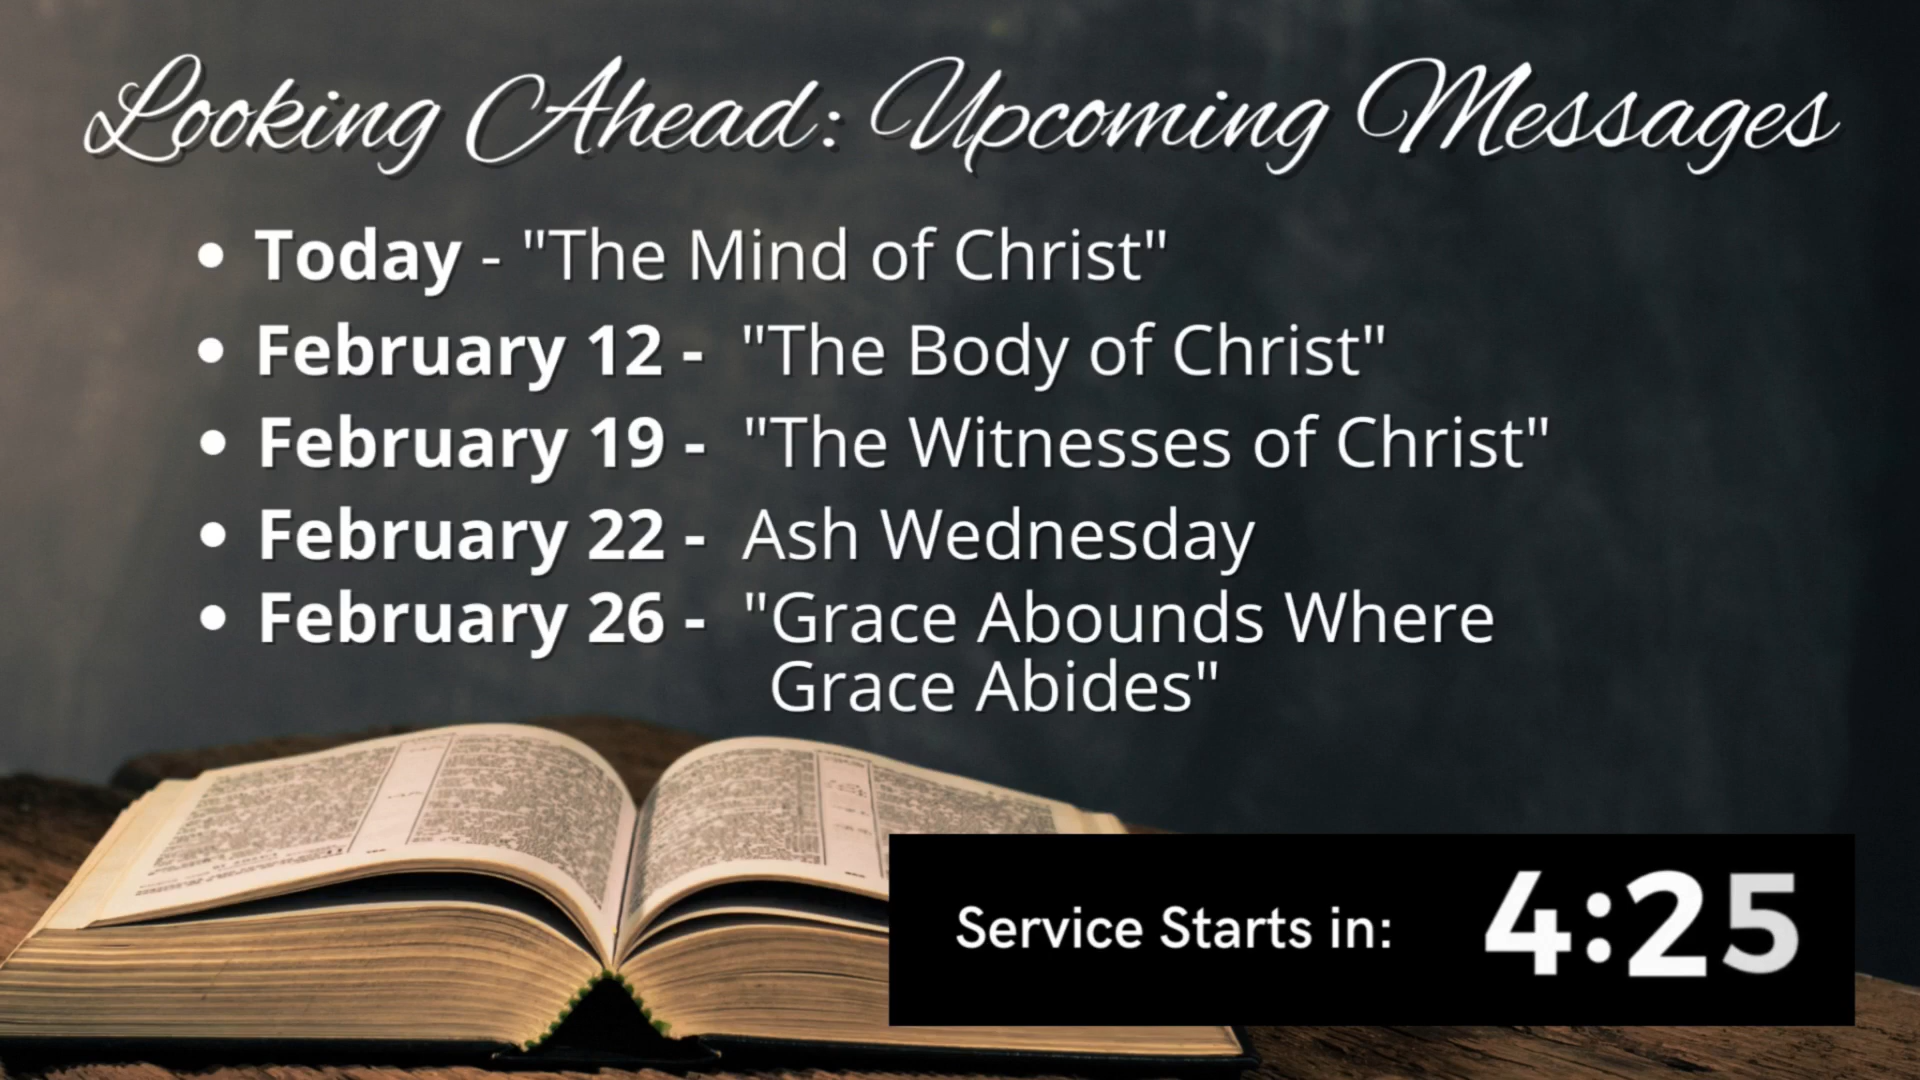 Looking Ahead: Upcoming Messages
• Today - "The Mind of Christ"
• February 12 - "The Body of Christ"
• February 19 - "The Witnesses of Christ"
• February 22 - Ash Wednesday
• February 26 - "Grace Abounds Where
Grace Abides"
Service Starts in: 4:25